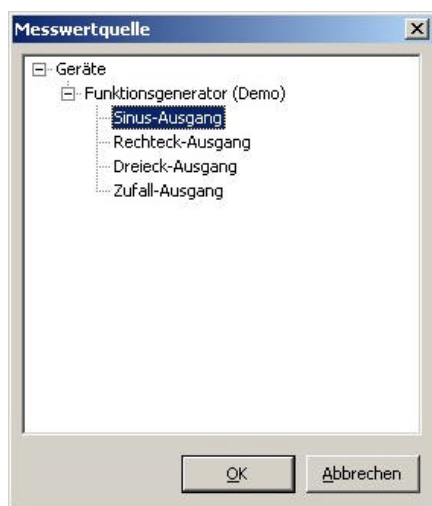 Messwertquelle
Geräte
Funktionsgenerator (Demo)
Sinus-Ausgang
Rechteck-Ausgang
Dreieck-Ausgang
Zufall-Ausgang
OK
Abbrechen